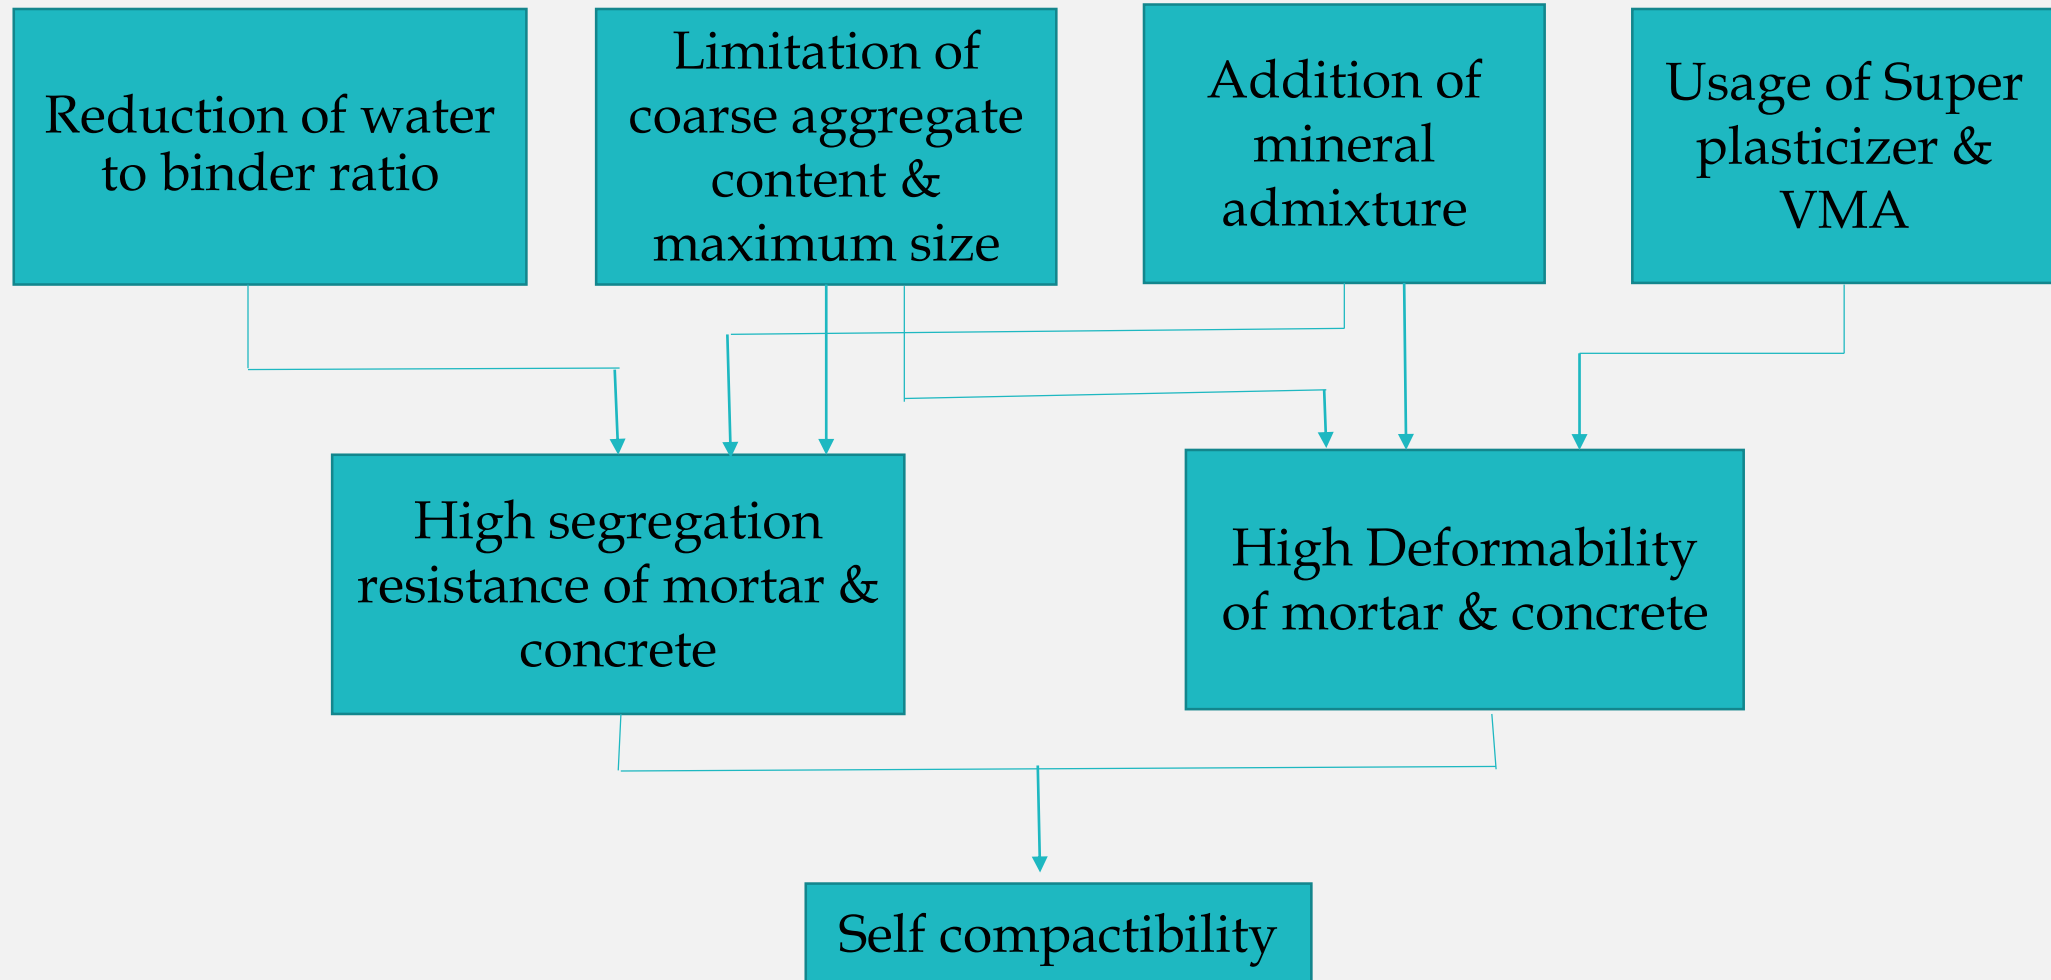 Reduction of water
to binder ratio
Limitation of
coarse aggregate
content &
maximum size
Addition of
mineral
admixture
Usage of Super
plasticizer &
VMA
High segregation
resistance of mortar &
concrete
High Deformability
of mortar & concrete
Self compactibility